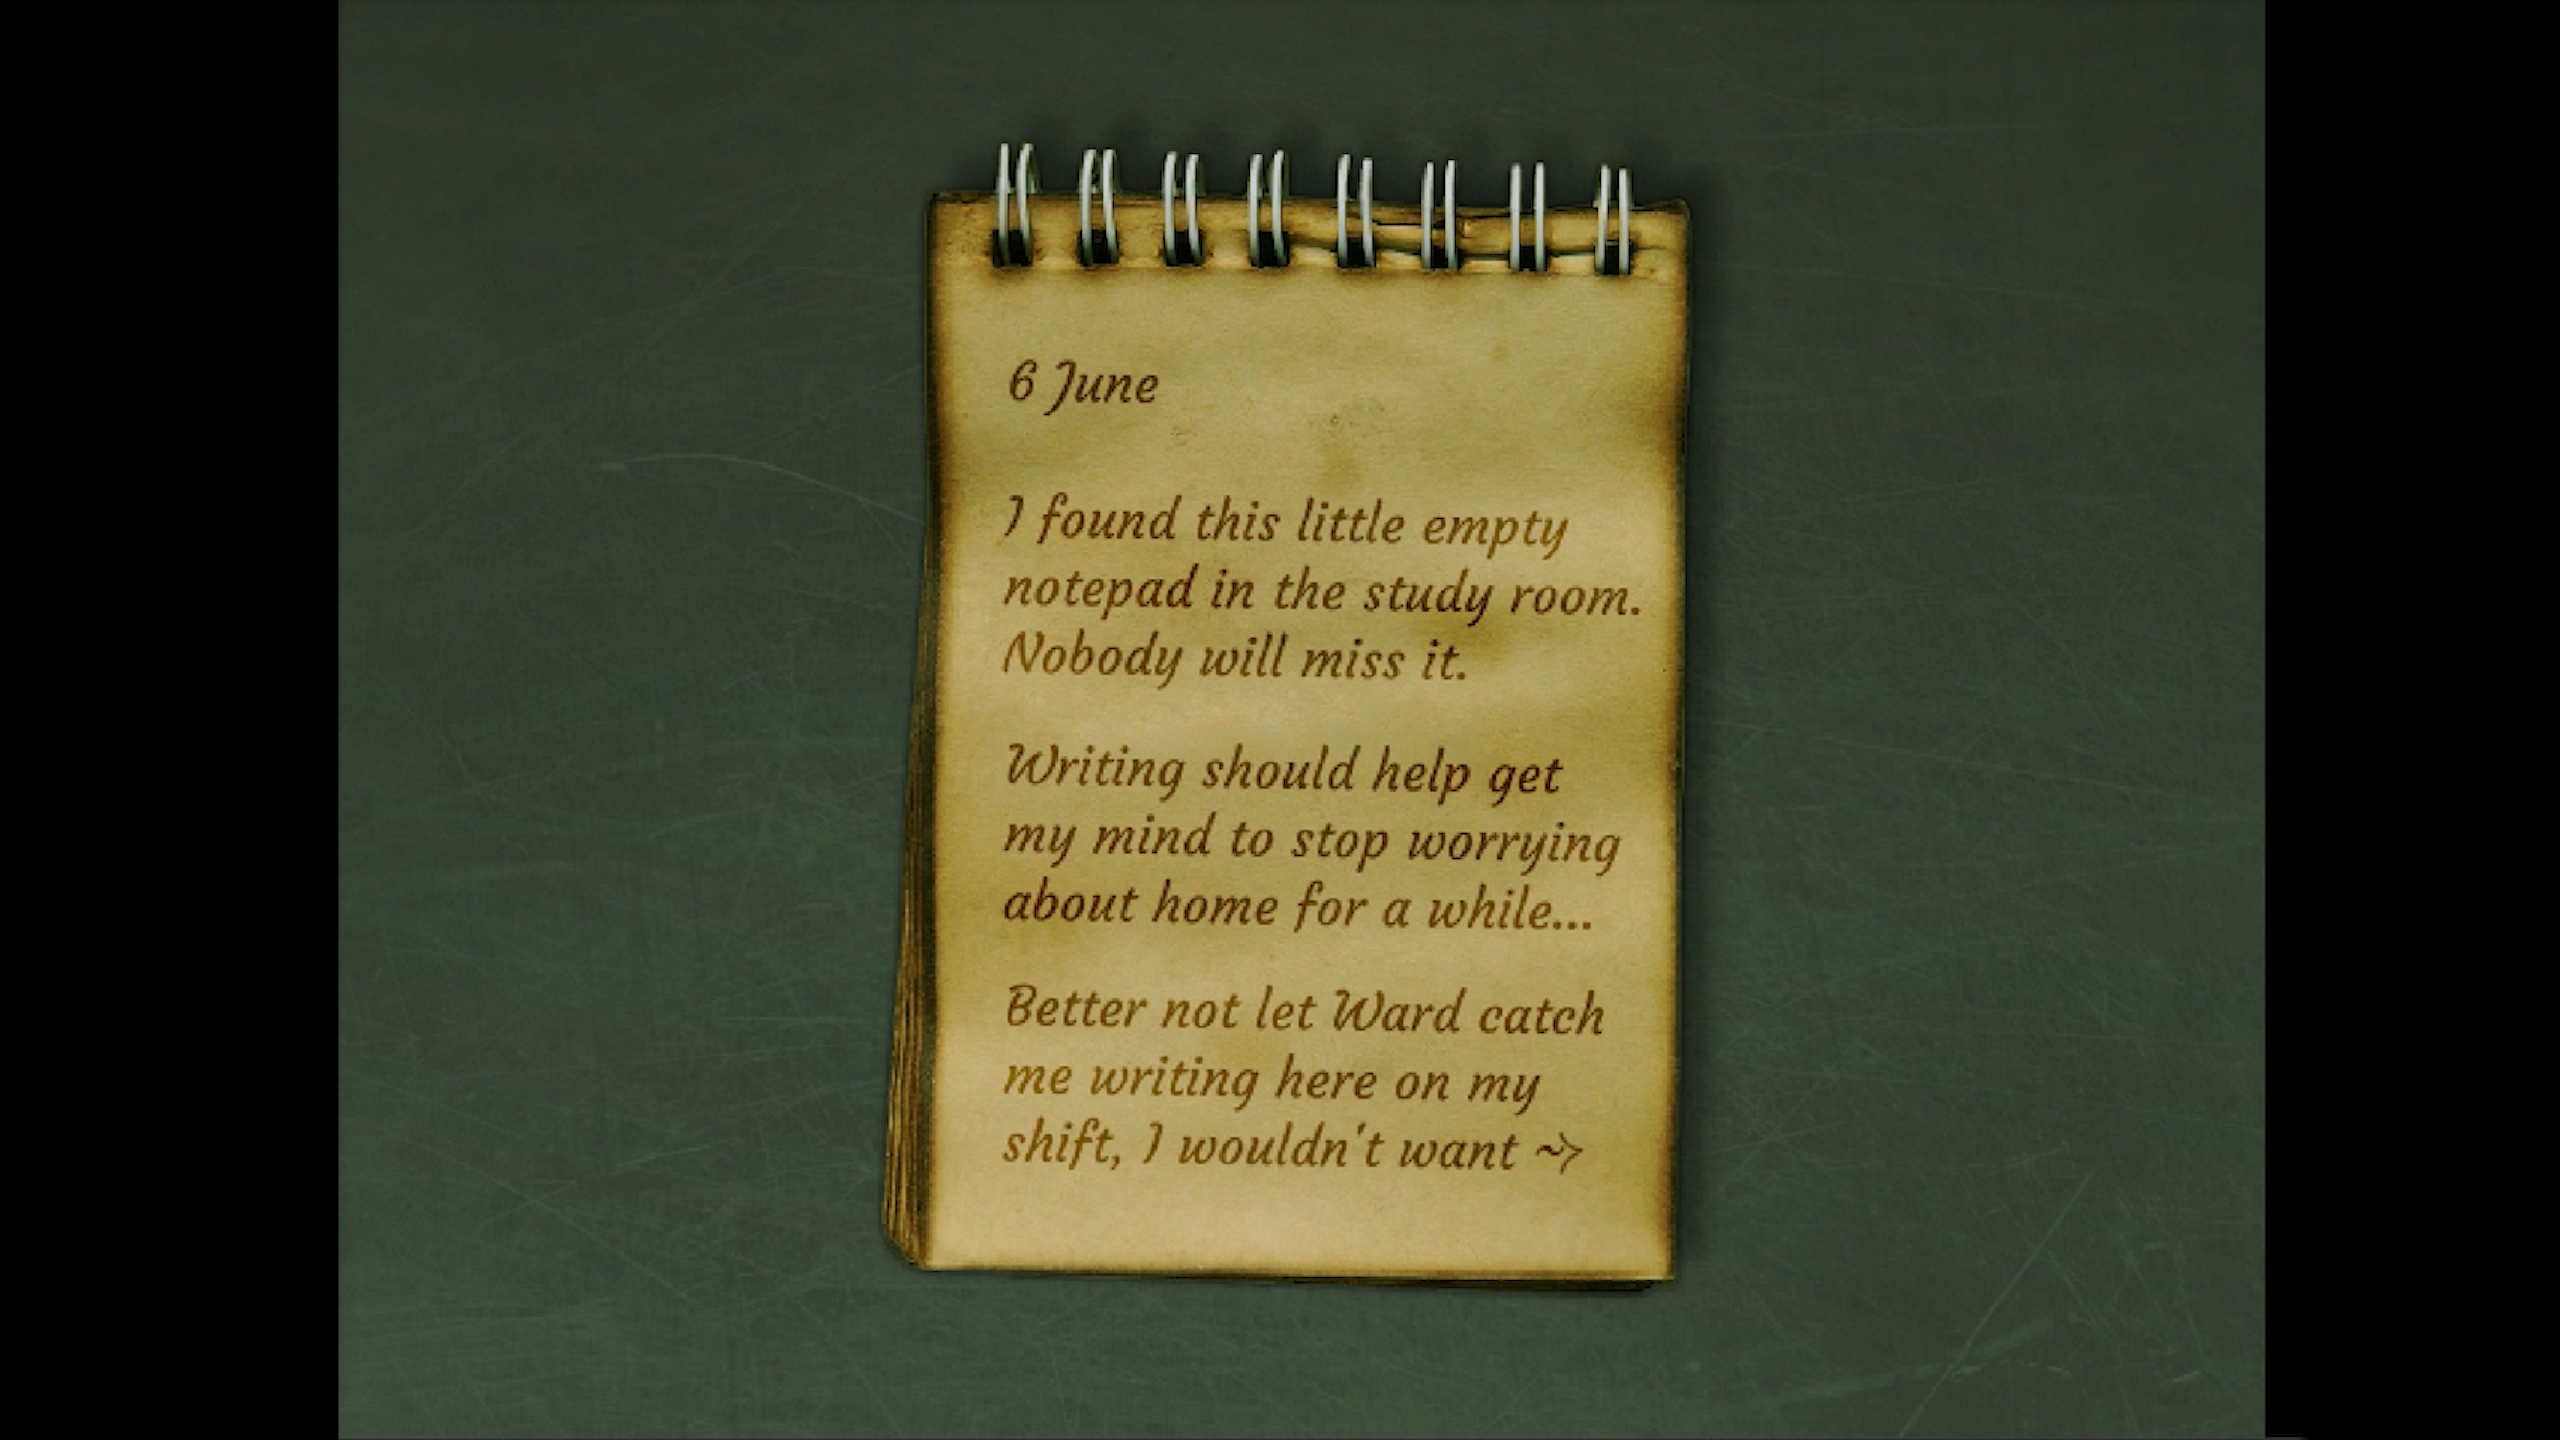 6 June
I found this little empty
notepad in the study room.
Nobody will miss it.
Writing should help get
my mind to stop worrying
about home for a while...
Better not let Ward catch
me writing here on my
shift, I wouldn't want ~>